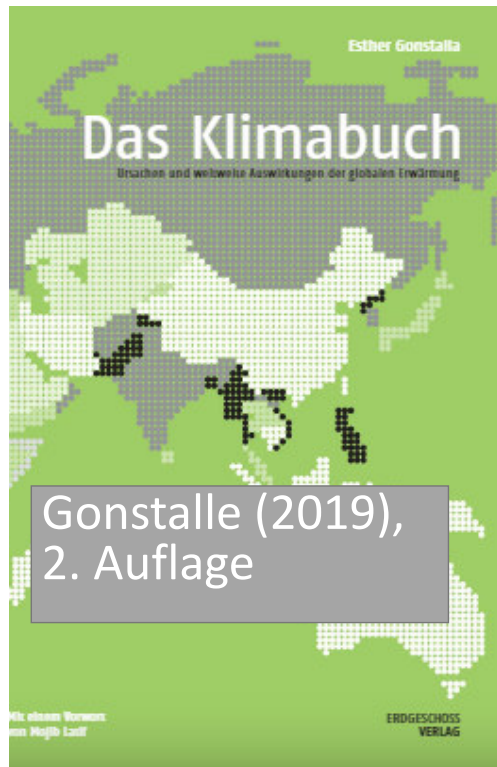 Esther Gonstalla
Das Klimabuch
Ursachen und weltweite Auswirkungen der globalen Erwärmung
Gonstalle (2019),
2. Auflage
Mit einem Vorwort
von Mojib Latif
ERDGESCHOSS
VERLAG